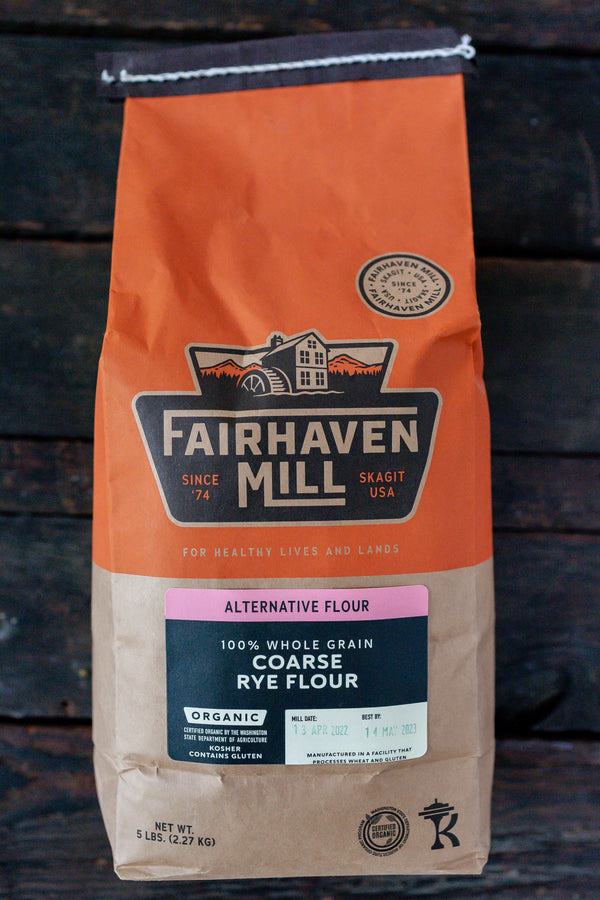 FAIRHAVEN MILL
SKAGIT • USA
SINCE
'74
SKAGIT • USA
FAIRHAVEN MILL
FAIRHAVEN
MILL
SINCE
'74
SKAGIT
USA
FOR HEALTHY LIVES AND LANDS
ALTERNATIVE FLOUR
100% WHOLE GRAIN
COARSE
RYE FLOUR
ORGANIC
CERTIFIED ORGANIC BY THE WASHINGTON
STATE DEPARTMENT OF AGRICULTURE
KOSHER
CONTAINS GLUTEN
MILL DATE:
13 APR 2022
BEST BY:
14 MAY 2023
MANUFACTURED IN A FACILITY THAT
PROCESSES WHEAT AND GLUTEN
NET WT.
5 LBS. (2.27 KG)
CERTIFIED
ORGANIC
K